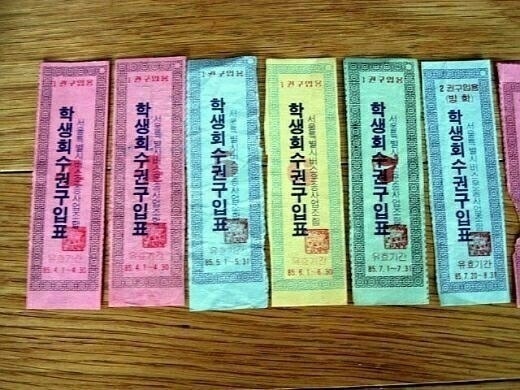 1권구입용
학생회수권구입표
서울특별시버스운송사업조합
유효기간
85.4.1~4.30
1권구입용
학생회수권구입표
서울특별시버스운송사업조합
유효기간
85.4.1~4.30
1권구입용
학생회수권구입표
서울특별시버스운송사업조합
유효기간
85.5.1~5.31
1권구입용
학생회수권구입표
서울특별시버스운송사업조합
유효기간
85.6.1~6.30
1권구입용
학생회수권구입표
서울특별시버스운송사업조합
유효기간
85.7.1~7.31
2권구입용
(방학)
학생회수권구입표
서울특별시버스운송사업조합
유효기간
85.7.20~8.31